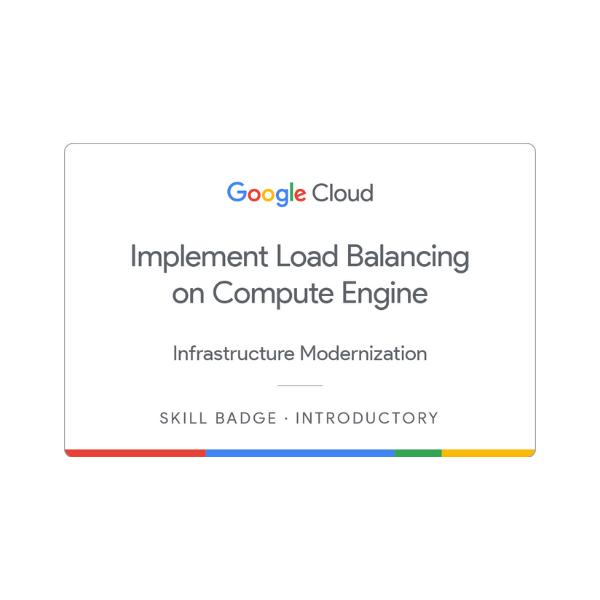 Google Cloud
Implement Load Balancing
on Compute Engine
Infrastructure Modernization
SKILL BADGE · INTRODUCTORY